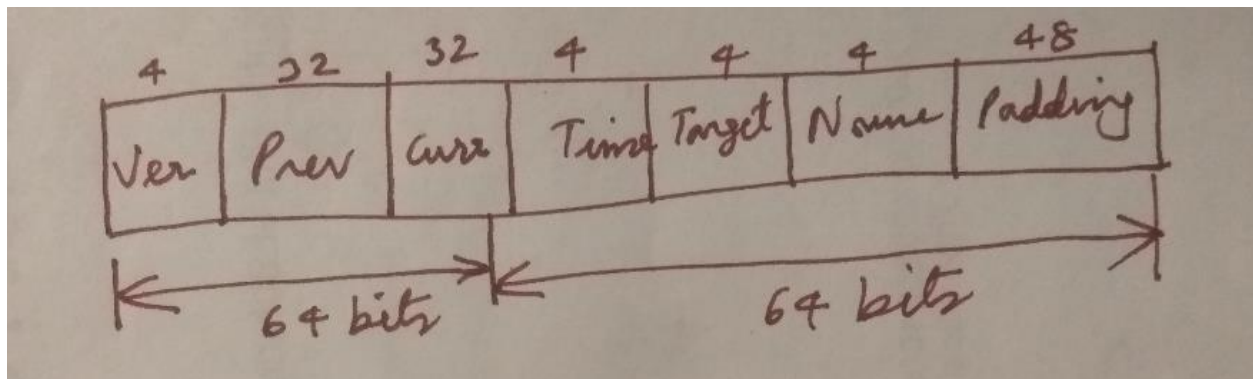 4 32 32 4 4 4 48
Ver Prev Curr Time Target Nonce Padding
64 bits 64 bits